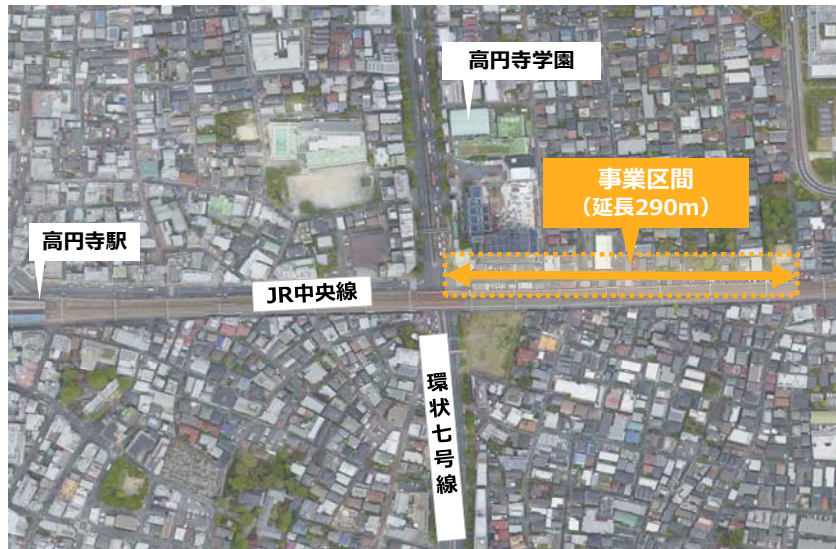 高円寺学園
事業区間
（延長290m）
高円寺駅
JR中央線
環状七号線